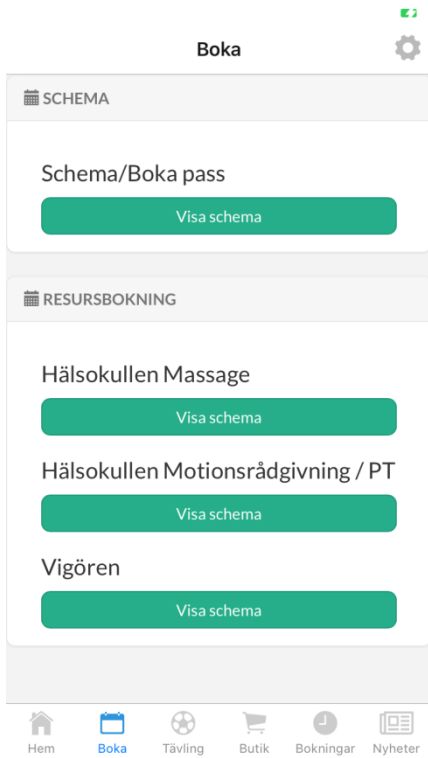 Boka
SCHEMA
Schema/Boka pass
Visa schema
RESURSBOKNING
Hälsokullen Massage
Visa schema
Hälsokullen Motionsrådgivning / PT
Visa schema
Vigören
Visa schema
Hem Boka Tävling Butik Bokningar Nyheter